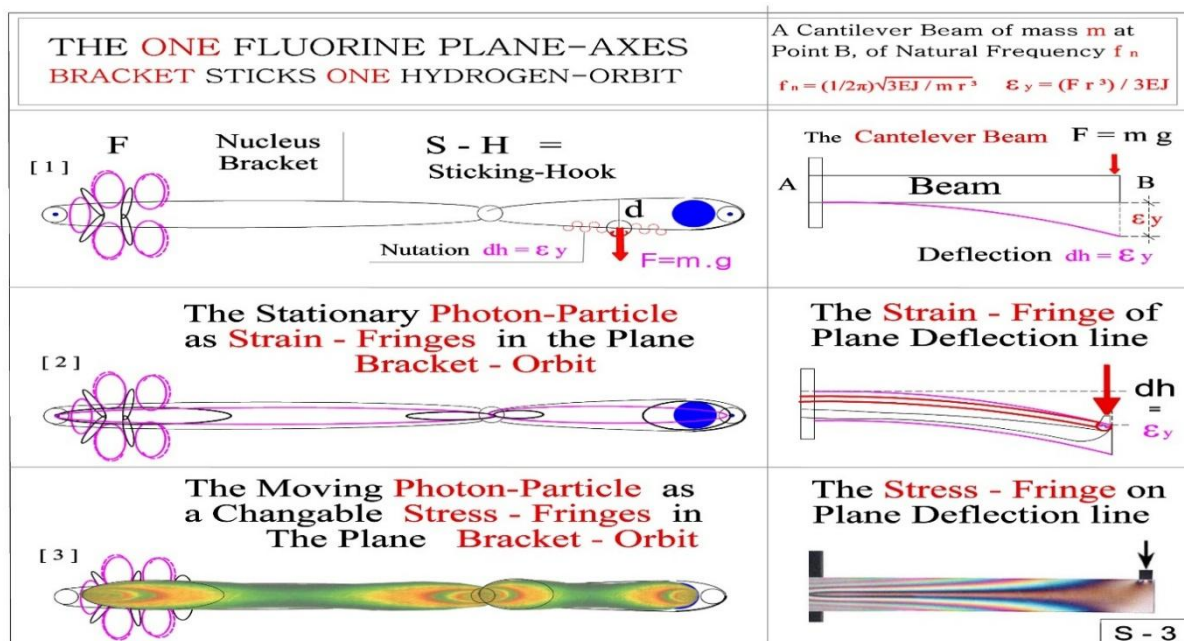 THE ONE FLUORINE PLANE-AXES
BRACKET STICKS ONE HYDROGEN-ORBIT
A Cantilever Beam of mass m at
Point B, of Natural Frequency f n
f n = (1/2π)√3EJ / m r³ ε y = (F r³) / 3EJ
[ 1 ]
F
Nucleus
Bracket
S - H =
Sticking-Hook
d
Nutation dh = ε y
F=m.g
The Cantelever Beam F = m g
A
Beam
B
ε y
Deflection dh = ε y
[ 2 ]
The Stationary Photon-Particle
as Strain - Fringes in the Plane
Bracket - Orbit
The Strain - Fringe of
Plane Deflection line
dh
=
ε y
[ 3 ]
The Moving Photon-Particle as
a Changable Stress - Fringes in
The Plane Bracket - Orbit
The Stress - Fringe on
Plane Deflection line
S - 3